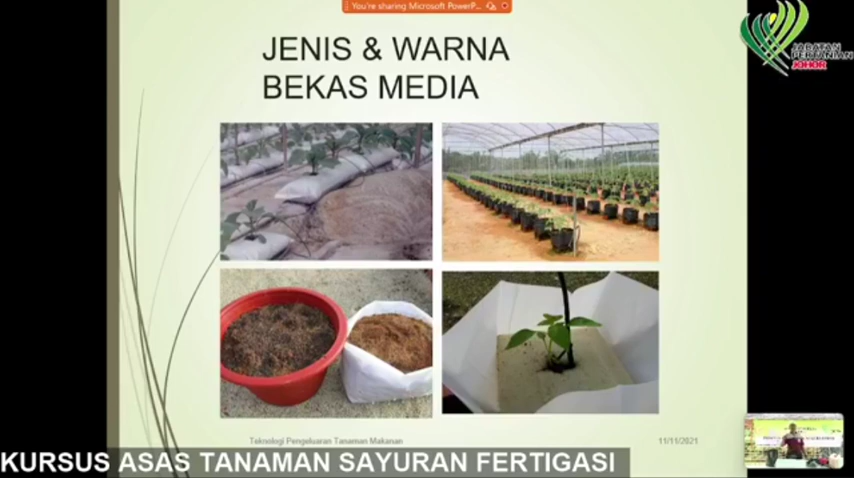 You're sharing Microsoft PowerP...
JENIS & WARNA
BEKAS MEDIA
JABATAN
PERTANIAN
JOHOR
Teknologi Pengeluaran Tanaman Makanan
11/11/2021
KURSUS ASAS TANAMAN SAYURAN FERTIGASI